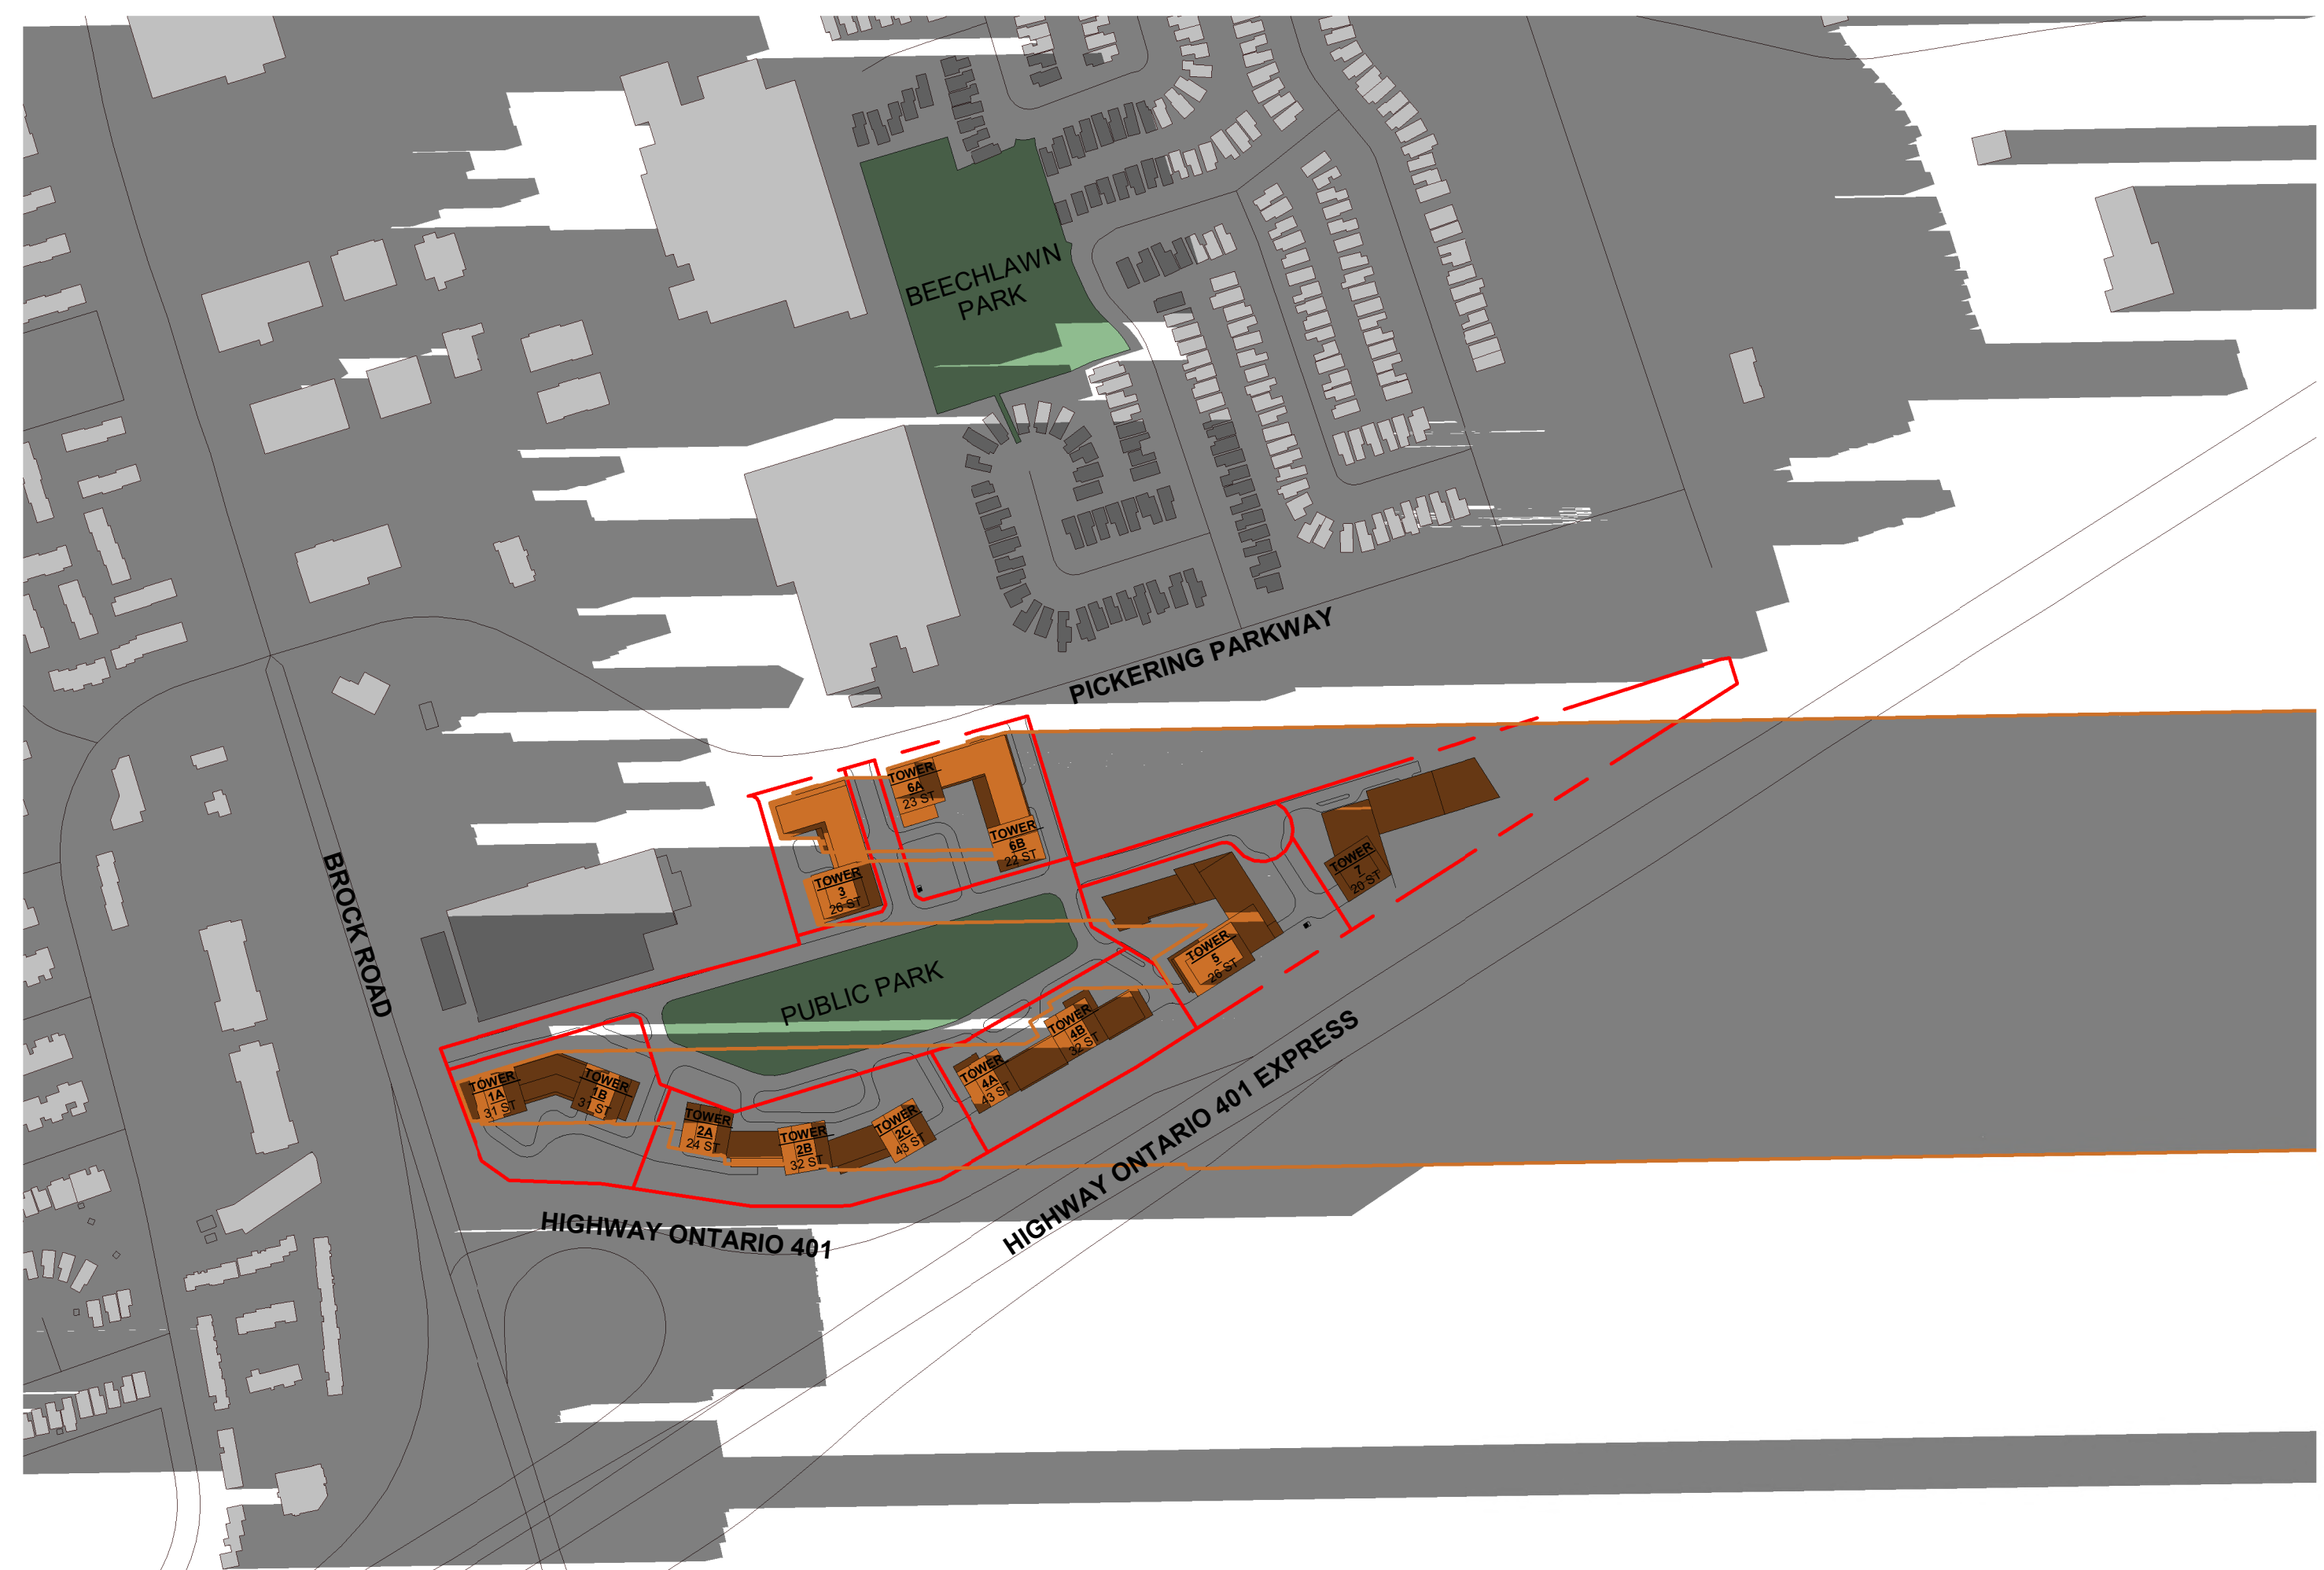 BEECHLAWN
PARK
PICKERING PARKWAY
TOWER
6A
23 ST
TOWER
6B
22 ST
TOWER
3
26 ST
TOWER
7
20 ST
TOWER
5
26 ST
BROCK ROAD
PUBLIC PARK
TOWER
4B
32 ST
TOWER
4A
43 ST
TOWER
1A
31 ST
TOWER
1B
31 ST
TOWER
2A
24 ST
TOWER
2B
32 ST
TOWER
2C
43 ST
HIGHWAY ONTARIO 401 EXPRESS
HIGHWAY ONTARIO 401